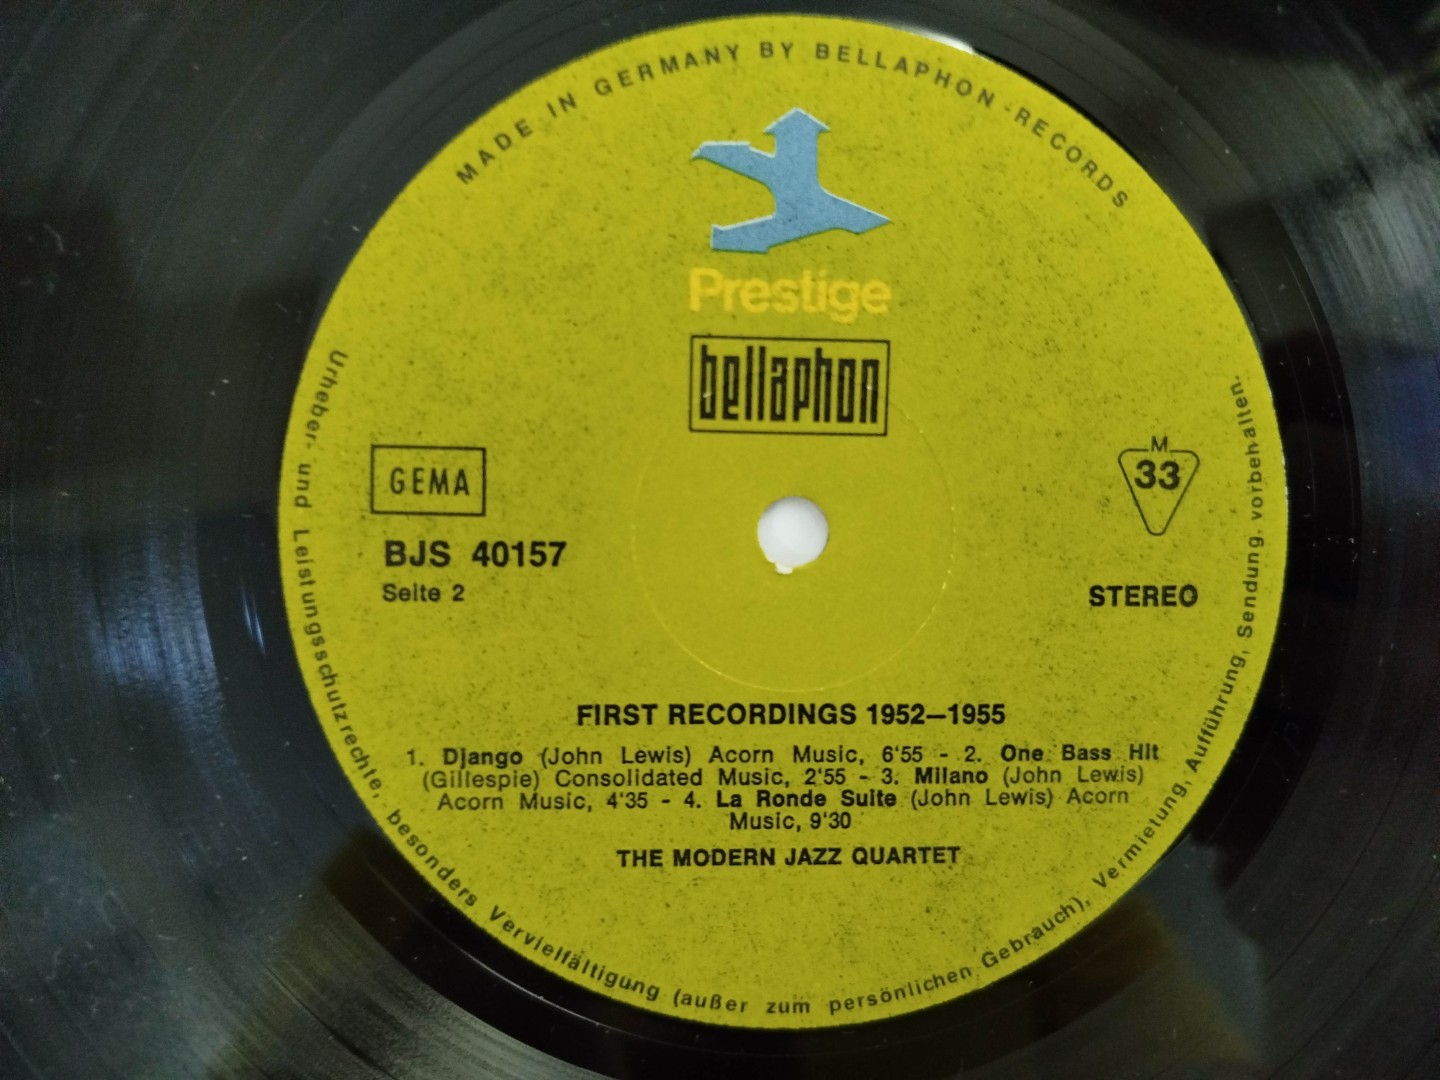 MADE IN GERMANY BY BELLAPHON-RECORDS
Prestige
bellaphon
GEMA
M
33
BJS 40157
Seite 2
STEREO
FIRST RECORDINGS 1952—1955
1. Django (John Lewis) Acorn Music, 6'55 - 2. One Bass Hit
(Gillespie) Consolidated Music, 2'55 - 3. Milano (John Lewis)
Acorn Music, 4'35 - 4. La Ronde Suite (John Lewis) Acorn
Music, 9'30
THE MODERN JAZZ QUARTET
Urheber- und Leistungsschutzrechte, besonders Vervielfältigung (außer zum persönlichen Gebrauch), Vermietung, Aufführung, Sendung, vorbehalten.